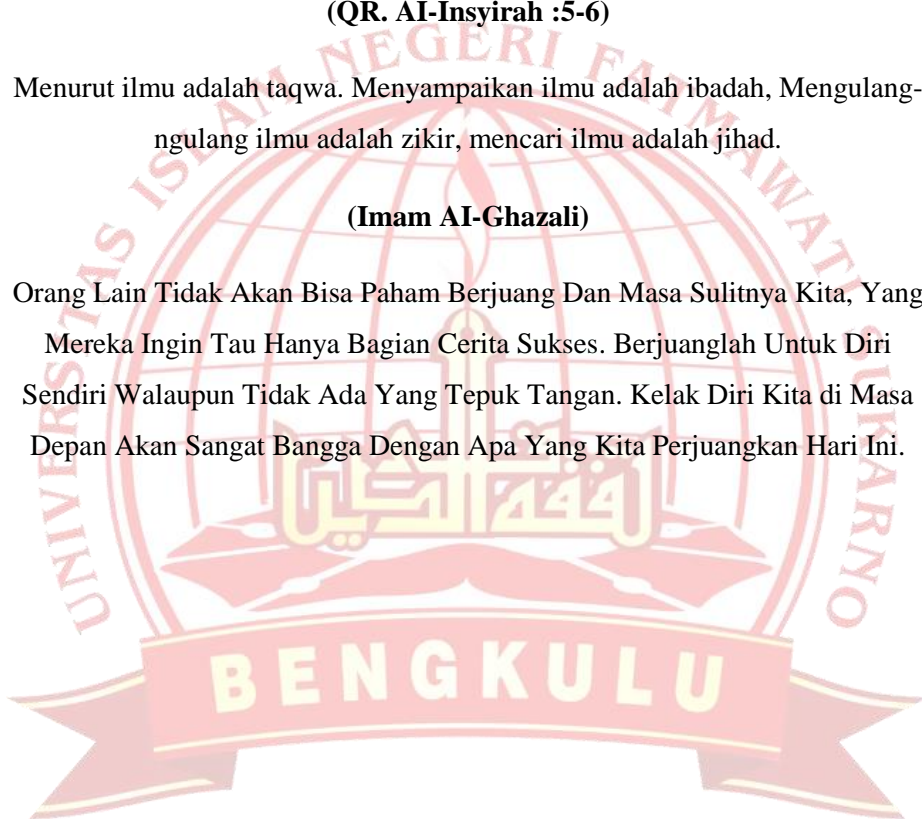 (QR. AI-Insyirah :5-6)
Menurut ilmu adalah taqwa. Menyampaikan ilmu adalah ibadah, Mengulang-
ngulang ilmu adalah zikir, mencari ilmu adalah jihad.
(Imam AI-Ghazali)
Orang Lain Tidak Akan Bisa Paham Berjuang Dan Masa Sulitnya Kita, Yang
Mereka Ingin Tau Hanya Bagian Cerita Sukses. Berjuanglah Untuk Diri
Sendiri Walaupun Tidak Ada Yang Tepuk Tangan. Kelak Diri Kita di Masa
Depan Akan Sangat Bangga Dengan Apa Yang Kita Perjuangkan Hari Ini.
UNIVERSITAS ISLAM NEGERI FATMAWATI SUKARNO
BENGKULU